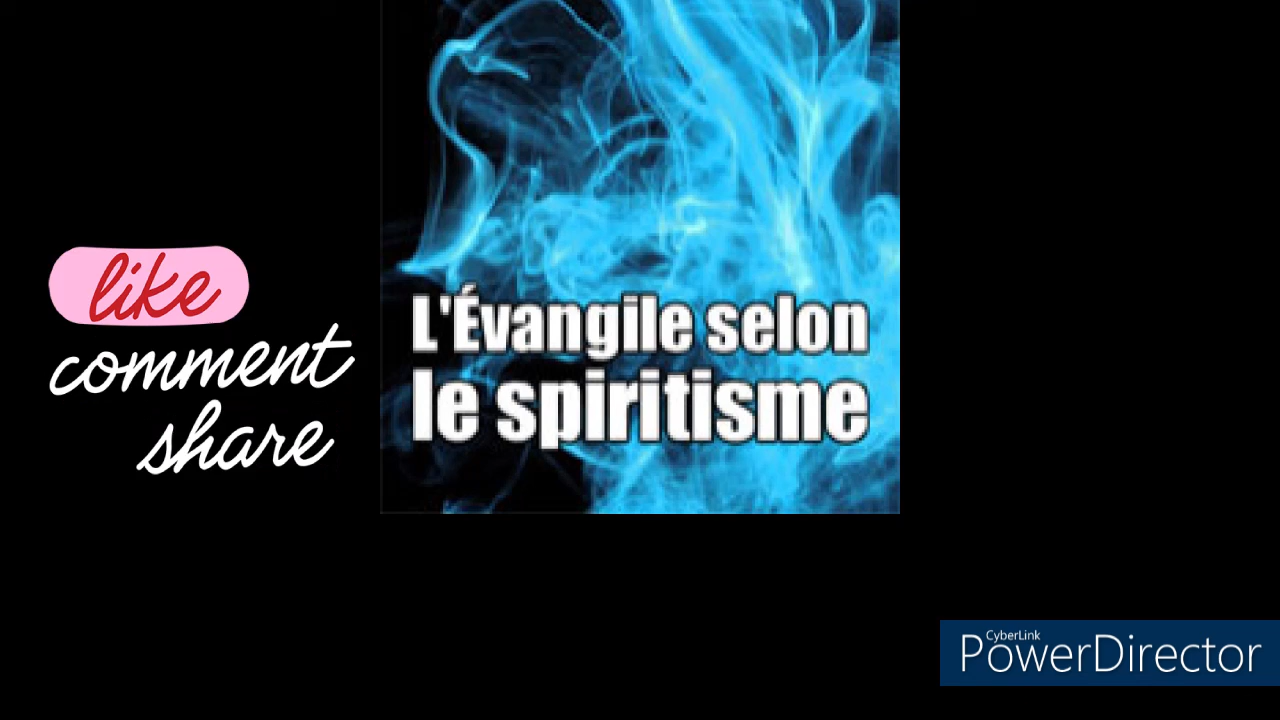 like
comment
share
L'Évangile selon
le spiritisme
CyberLink
PowerDirector